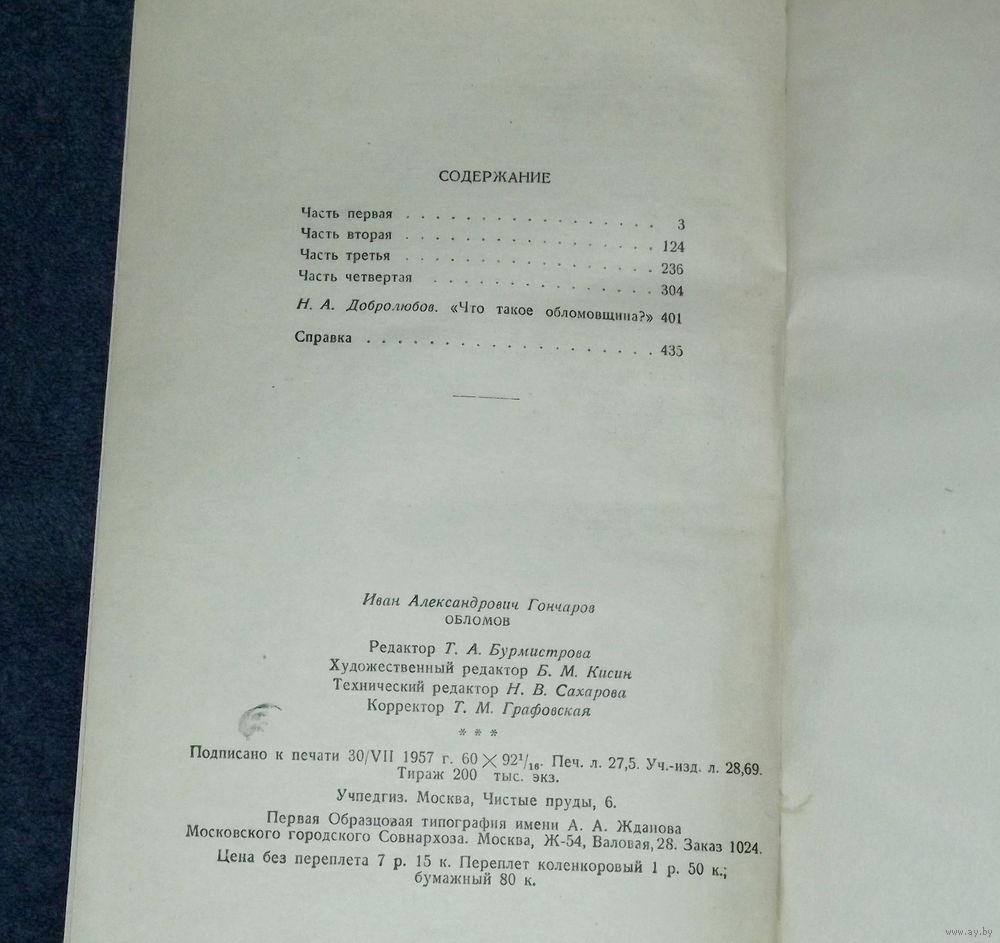 СОДЕРЖАНИЕ
Часть первая . . . . . . . . . . . . . . . . . 3
Часть вторая . . . . . . . . . . . . . . . . . 124
Часть третья . . . . . . . . . . . . . . . . . 236
Часть четвертая . . . . . . . . . . . . . . . 304
Н. А. Добролюбов. «Что такое обломовщина?» 401
Справка . . . . . . . . . . . . . . . . . . . 435
Иван Александрович Гончаров
ОБЛОМОВ
Редактор Т. А. Бурмистрова
Художественный редактор Б. М. Кисин
Технический редактор Н. В. Сахарова
Корректор Т. М. Графовская
* * *
Подписано к печати 30/VII 1957 г. 60 × 92¹/₁₆. Печ. л. 27,5. Уч.-изд. л. 28,69.
Тираж 200 тыс. экз.
Учпедгиз. Москва, Чистые пруды, 6.
Первая Образцовая типография имени А. А. Жданова
Московского городского Совнархоза. Москва, Ж-54, Валовая, 28. Заказ 1024.
Цена без переплета 7 р. 15 к. Переплет коленкоровый 1 р. 50 к.;
бумажный 80 к.
www.ay.by